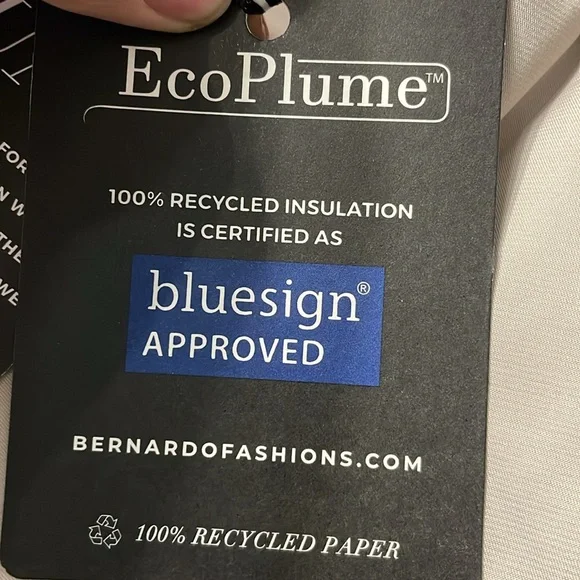 EcoPlume™
100% RECYCLED INSULATION
IS CERTIFIED AS
bluesign®
APPROVED
BERNARDOFASHIONS.COM
100% RECYCLED PAPER